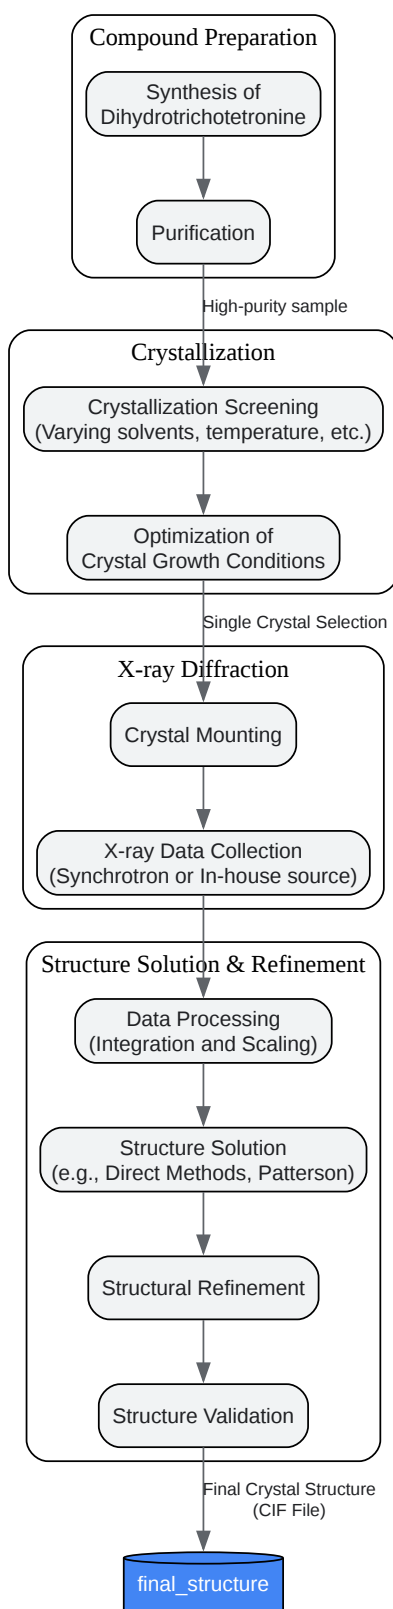 Compound Preparation
Synthesis of
Dihydrotrichotetronine
Purification
High-purity sample
Crystallization
Crystallization Screening
(Varying solvents, temperature, etc.)
Optimization of
Crystal Growth Conditions
Single Crystal Selection
X-ray Diffraction
Crystal Mounting
X-ray Data Collection
(Synchrotron or In-house source)
Structure Solution & Refinement
Data Processing
(Integration and Scaling)
Structure Solution
(e.g., Direct Methods, Patterson)
Structural Refinement
Structure Validation
Final Crystal Structure
(CIF File)
final_structure